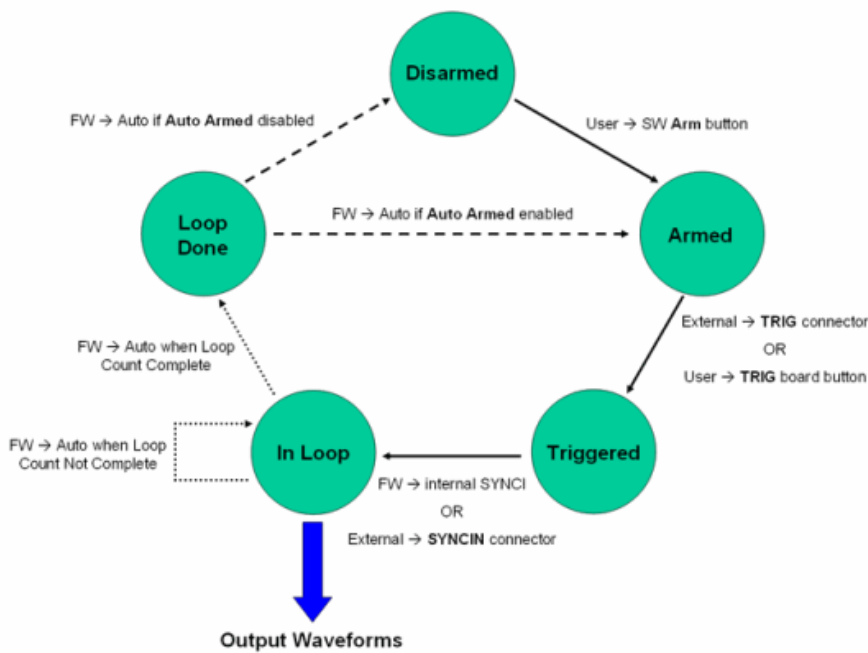 Disarmed
FW → Auto if Auto Armed disabled
User → SW Arm button
Loop
Done
FW → Auto if Auto Armed enabled
Armed
External → TRIG connector
OR
User → TRIG board button
FW → Auto when Loop
Count Complete
FW → Auto when Loop
Count Not Complete
In Loop
Triggered
FW → internal SYNCI
OR
External → SYNCIN connector
Output Waveforms